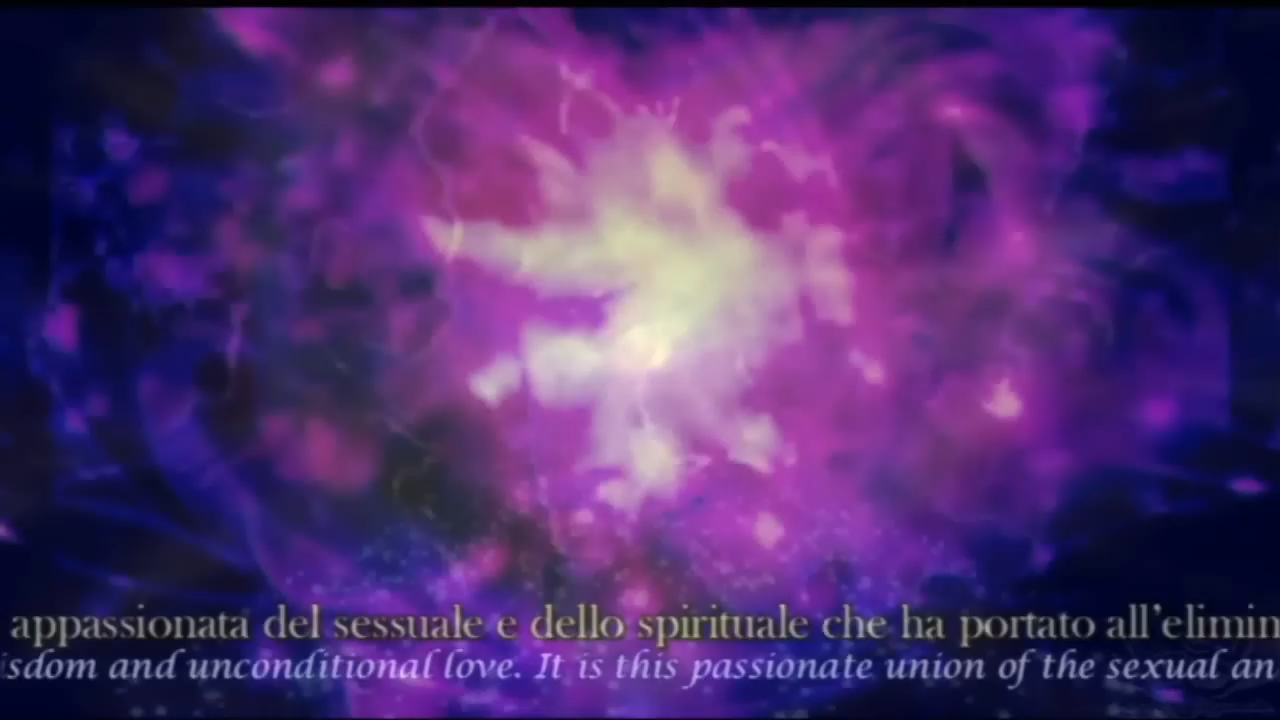 appassionata del sessuale e dello spirituale che ha portato all'elimin
isdom and unconditional love. It is this passionate union of the sexual an